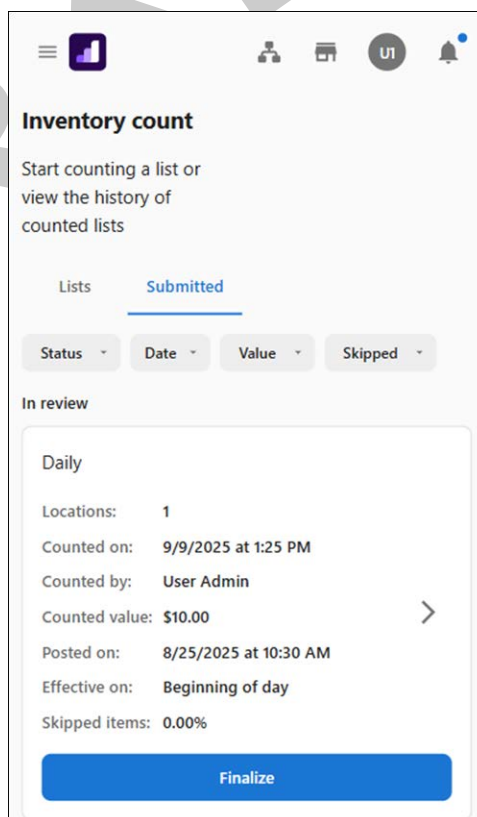 U1
Inventory count
Start counting a list or
view the history of
counted lists
Lists Submitted
Status Date Value Skipped
In review
Daily
Locations: 1
Counted on: 9/9/2025 at 1:25 PM
Counted by: User Admin
Counted value: $10.00
Posted on: 8/25/2025 at 10:30 AM
Effective on: Beginning of day
Skipped items: 0.00%
Finalize